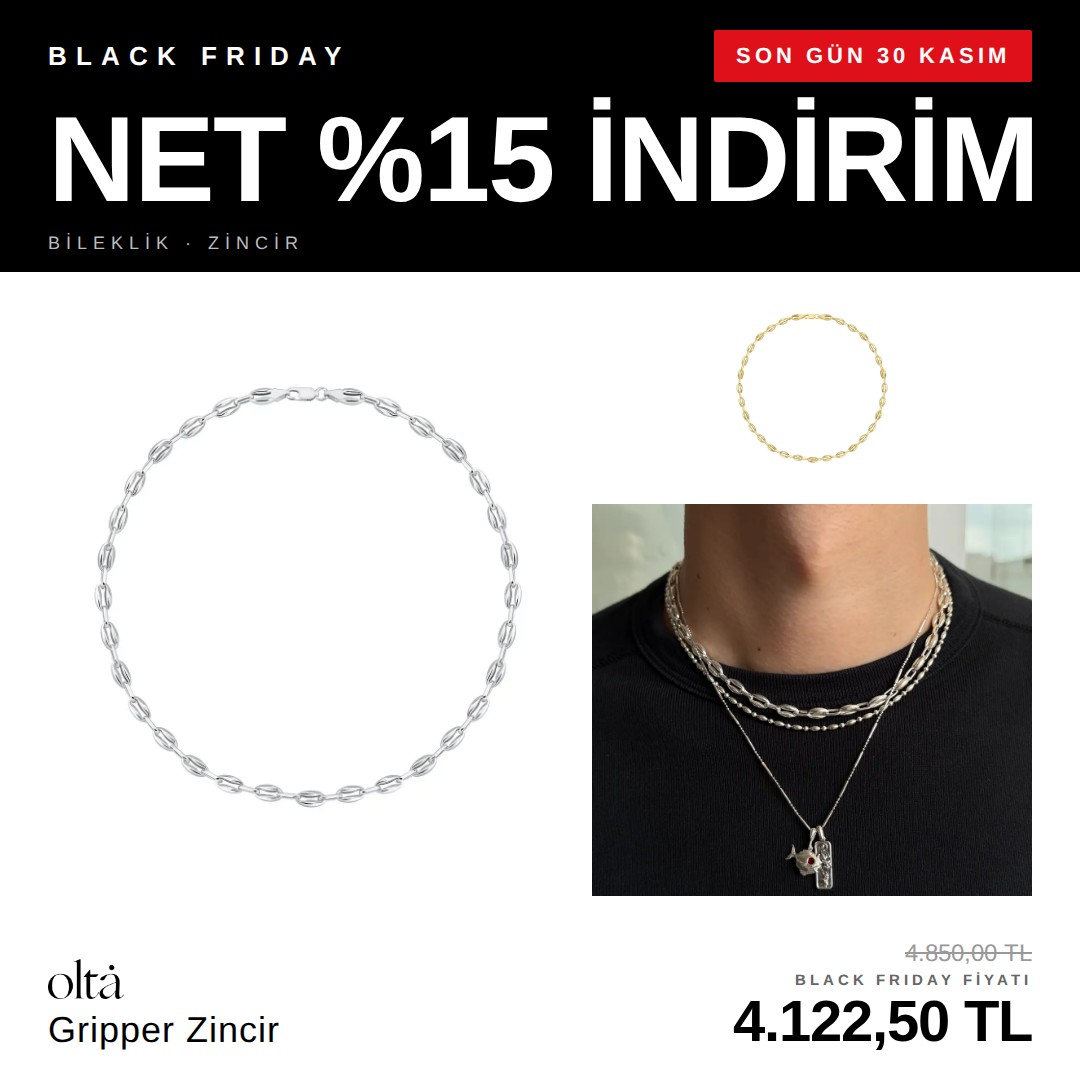 BLACK FRIDAY
SON GÜN 30 KASIM
NET %15 İNDİRİM
BİLEKLİK · ZİNCİR
olta
Gripper Zincir
4.850,00 TL
BLACK FRIDAY FİYATI
4.122,50 TL